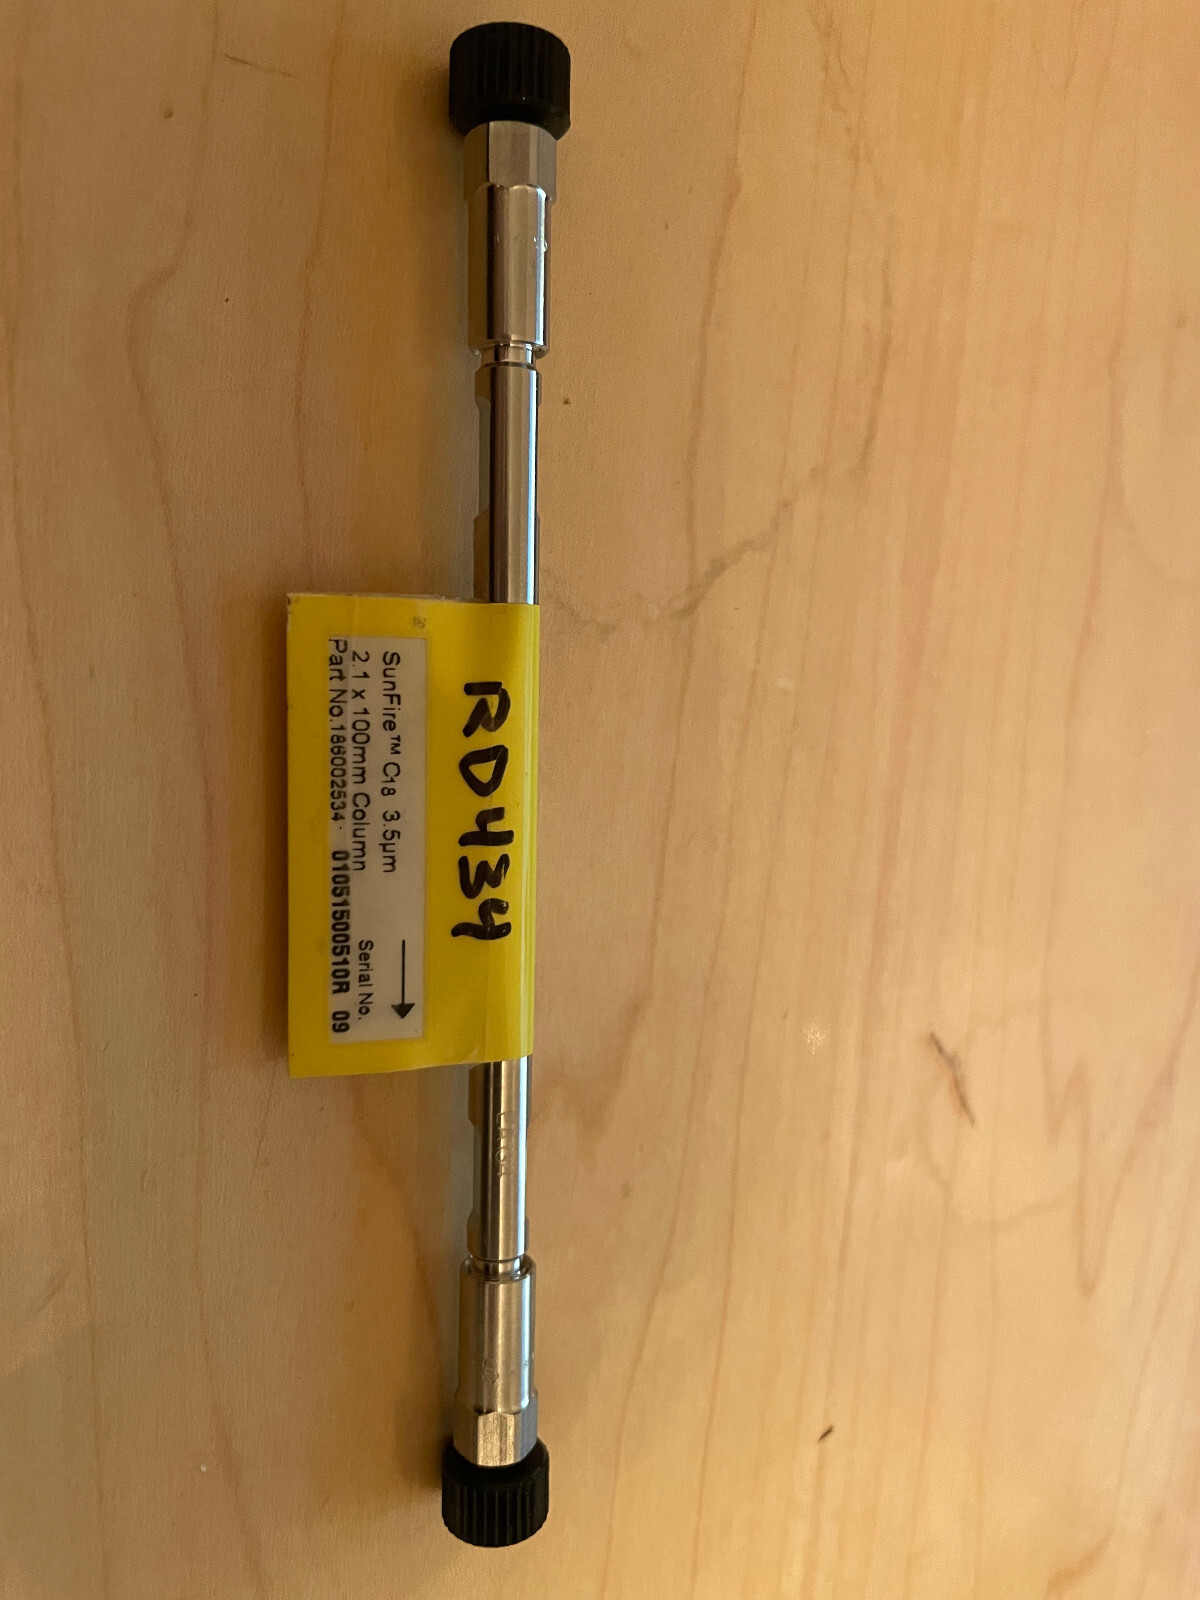 RD434
SunFire™ C18 3.5µm
2.1 x 100mm Column
Serial No.
Part No.186002534 01051500510R 09